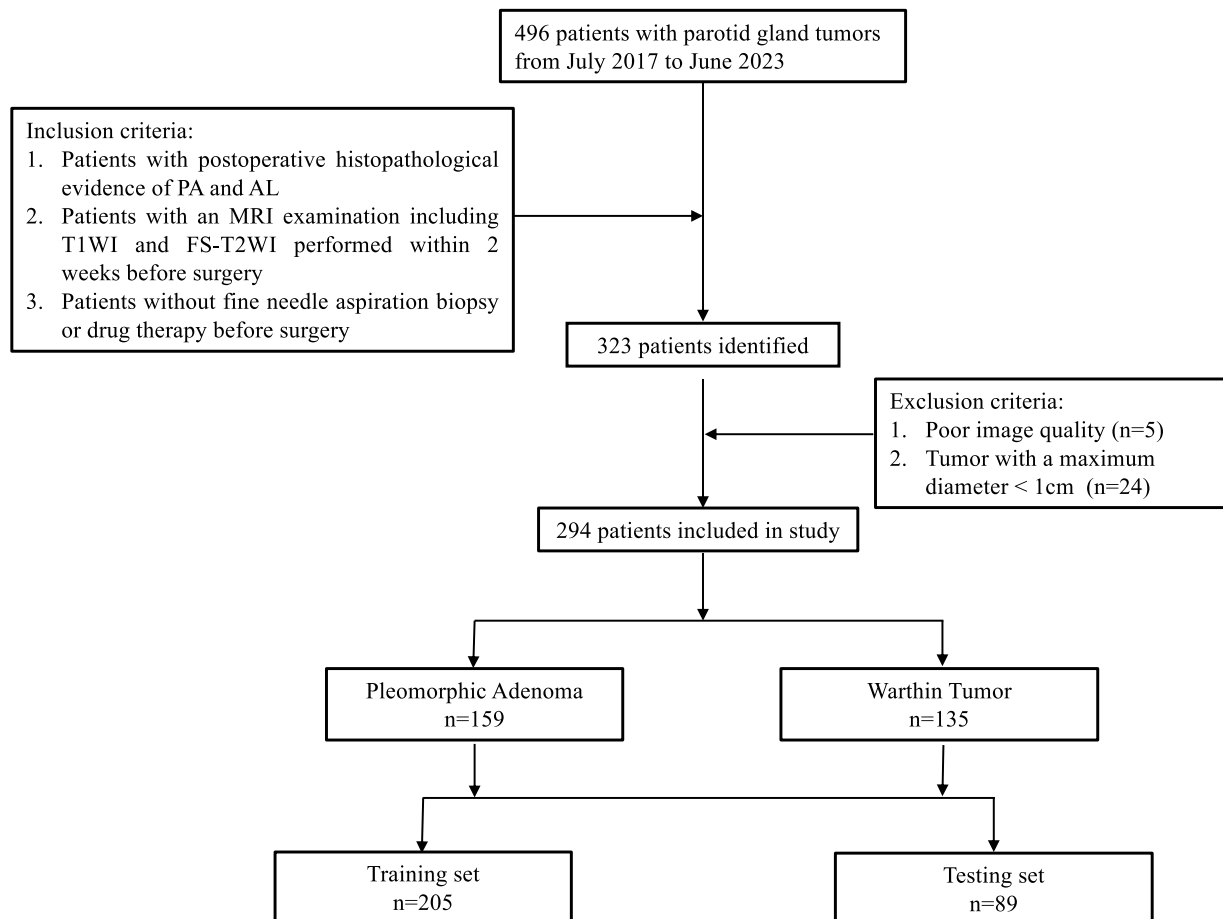 496 patients with parotid gland tumors
from July 2017 to June 2023
Inclusion criteria:
1. Patients with postoperative histopathological
evidence of PA and AL
2. Patients with an MRI examination including
T1WI and FS-T2WI performed within 2
weeks before surgery
3. Patients without fine needle aspiration biopsy
or drug therapy before surgery
323 patients identified
Exclusion criteria:
1. Poor image quality (n=5)
2. Tumor with a maximum
diameter < 1cm (n=24)
294 patients included in study
Pleomorphic Adenoma
n=159
Warthin Tumor
n=135
Training set
n=205
Testing set
n=89